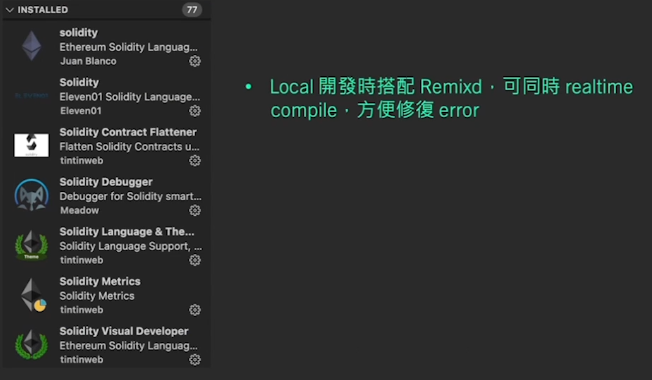 INSTALLED 77
solidity
Ethereum Solidity Languag...
Juan Blanco
Solidity
Eleven01 Solidity Language...
Eleven01
Solidity Contract Flattener
Flatten Solidity Contracts u...
tintinweb
Solidity Debugger
Debugger for Solidity smart...
Meadow
Solidity Language & The...
Solidity Language Support, ...
tintinweb
Theme
Solidity Metrics
Solidity Metrics
tintinweb
Solidity Visual Developer
Ethereum Solidity Languag...
tintinweb
• Local 開發時搭配 Remixd，可同時 realtime
compile，方便修復 error